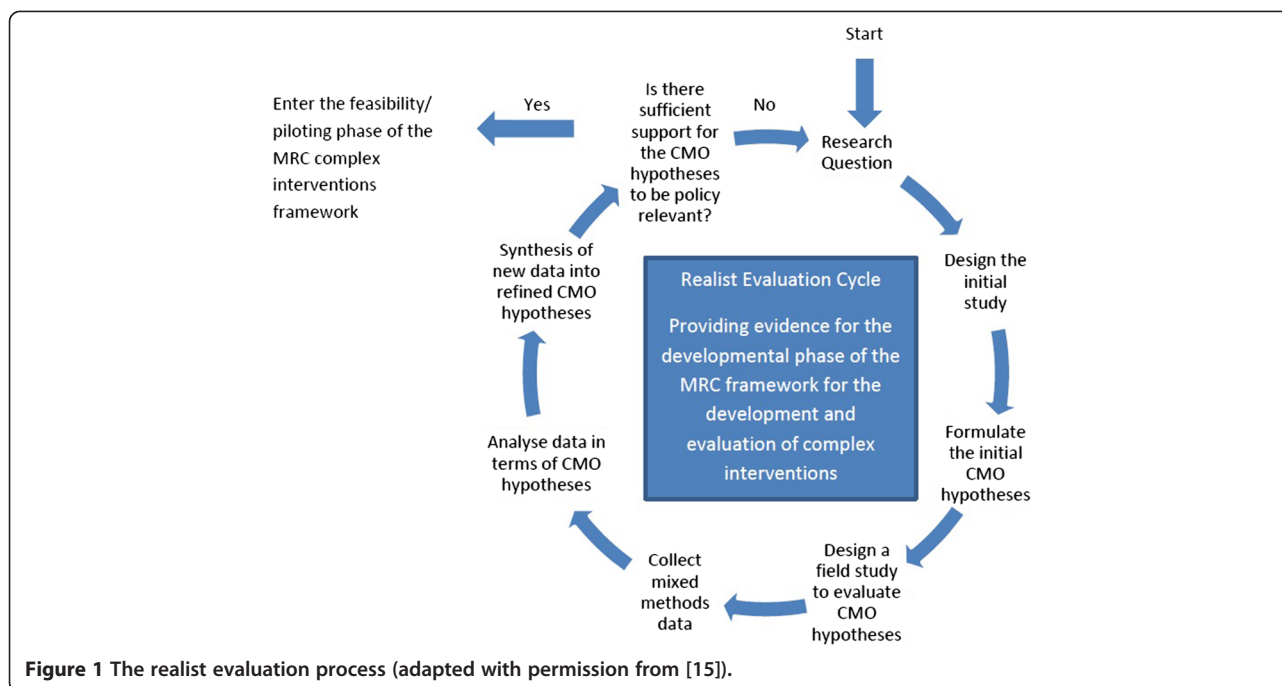 Start
Research
Question
Design the
initial
study
Formulate
the initial
CMO
hypotheses
Design a
field study
to evaluate
CMO
hypotheses
Collect
mixed
methods
data
Analyse data in
terms of CMO
hypotheses
Synthesis of
new data into
refined CMO
hypotheses
Is there
sufficient
support for
the CMO
hypotheses
to be policy
relevant?
No
Yes
Enter the feasibility/
piloting phase of the
MRC complex
interventions
framework
Realist Evaluation Cycle
Providing evidence for the
developmental phase of the
MRC framework for the
development and
evaluation of complex
interventions
Figure 1 The realist evaluation process (adapted with permission from [15]).